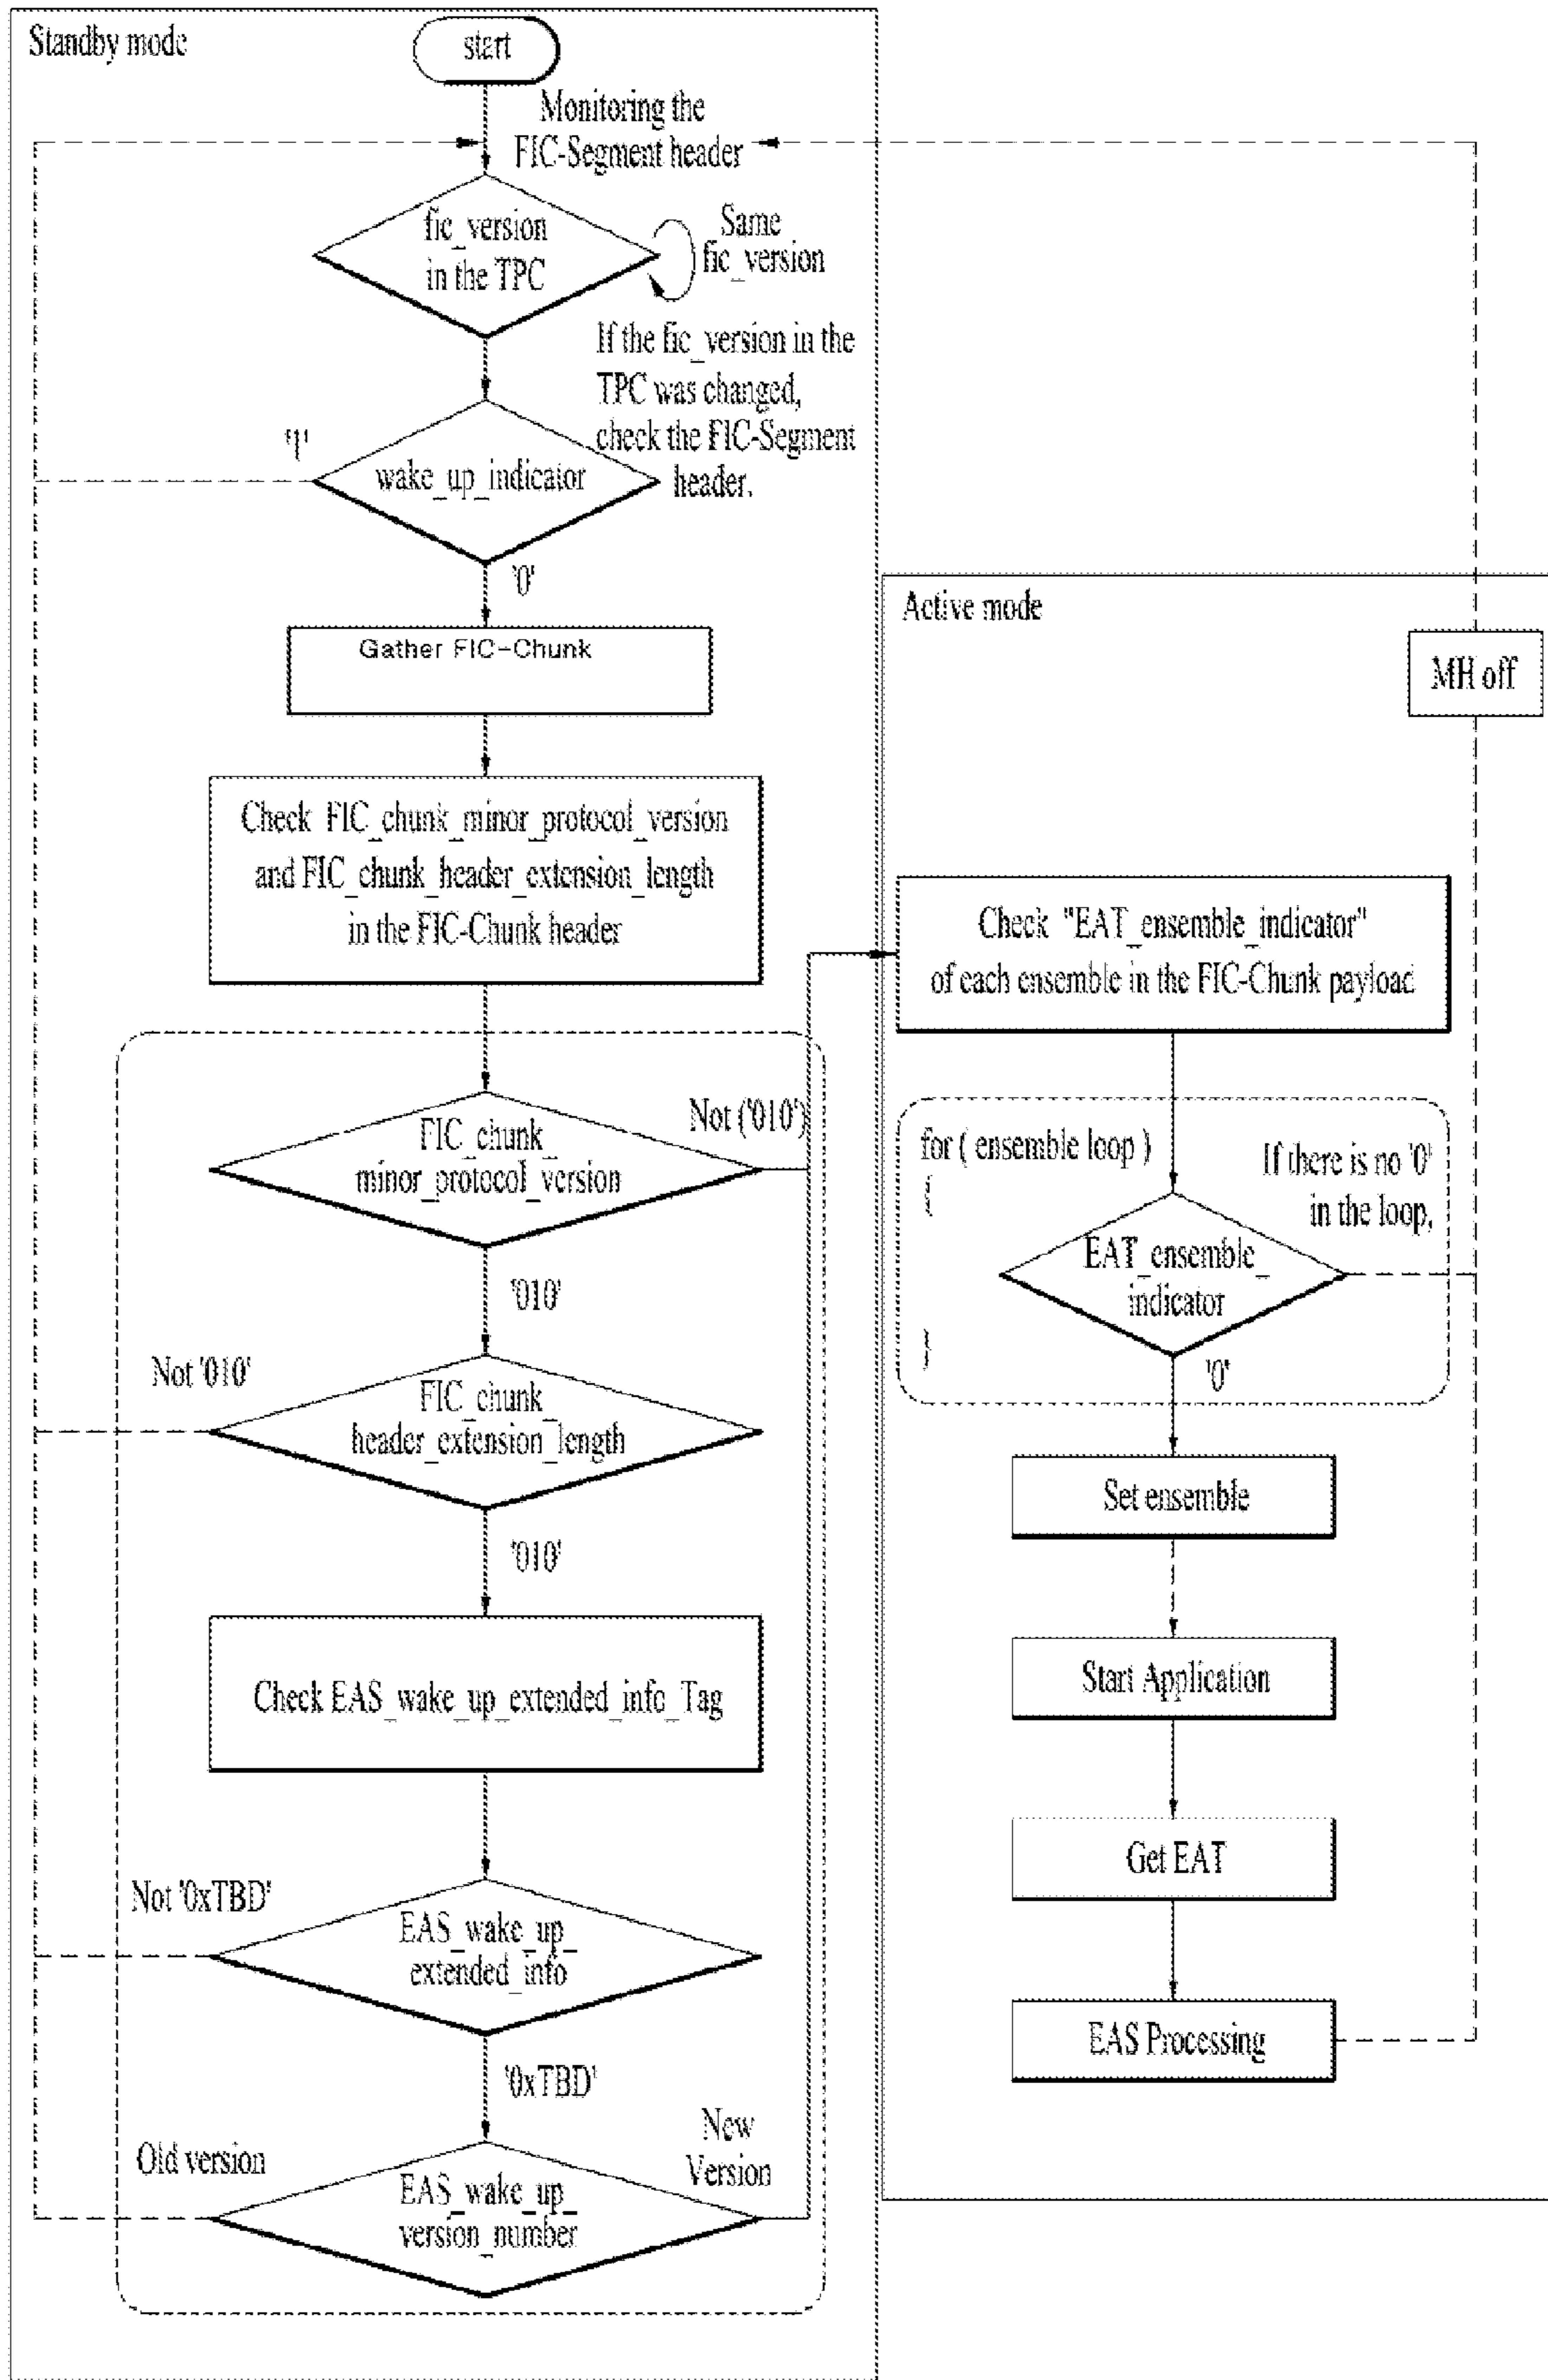 Standby mode
start
Monitoring the
FIC-Segment header
fic_version
in the TPC
Same
fic_version
If the fic_version in the
TPC was changed,
check the FIC-Segment
header.
'1'
wake_up_indicator
'0'
Gather FIC-Chunk
Check FIC_chunk_minor_protocol_version
and FIC_chunk_header_extension_length
in the FIC-Chunk header
FIC_chunk_
minor_protocol_version
Not ('010')
'010'
Not '010'
FIC_chunk_
header_extension_length
'010'
Check EAS_wake_up_extended_info_Tag
Not '0xTBD'
EAS_wake_up_
extended_info
'0xTBD'
Old version
New
Version
EAS_wake_up_
version_number
Active mode
MH off
Check "EAT_ensemble_indicator"
of each ensemble in the FIC-Chunk payload
for ( ensemble loop )
{
If there is no '0'
in the loop,
EAT_ensemble_
indicator
}
'0'
Set ensemble
Start Application
Get EAT
EAS Processing